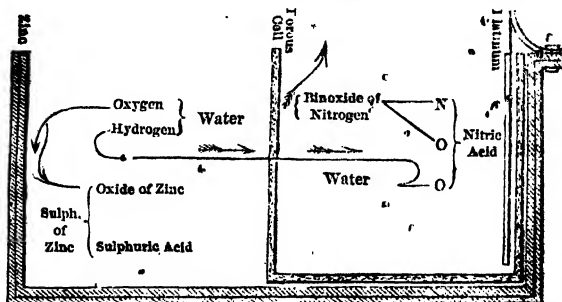 Zinc
Porous
Cell
Platinum
Oxygen
Hydrogen
Water
Binoxide of
Nitrogen
N
O
O
Nitric
Acid
Water
Oxide of Zinc
Sulph.
of
Zinc
Sulphuric Acid